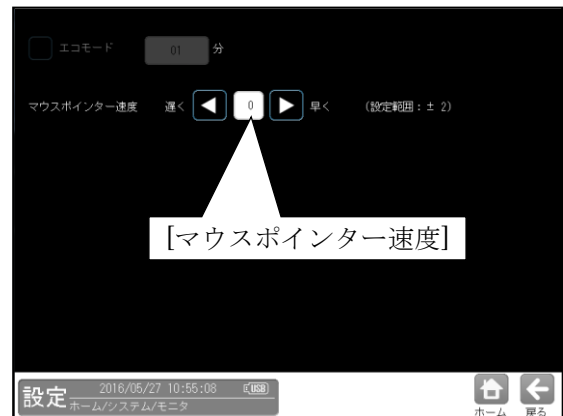 エコモード 01 分
マウスポインター速度 遅く 0 早く (設定範囲：± 2)
[マウスポインター速度]
設定 2016/05/27 10:55:08 USB
ホーム/システム/モニタ
ホーム 戻る